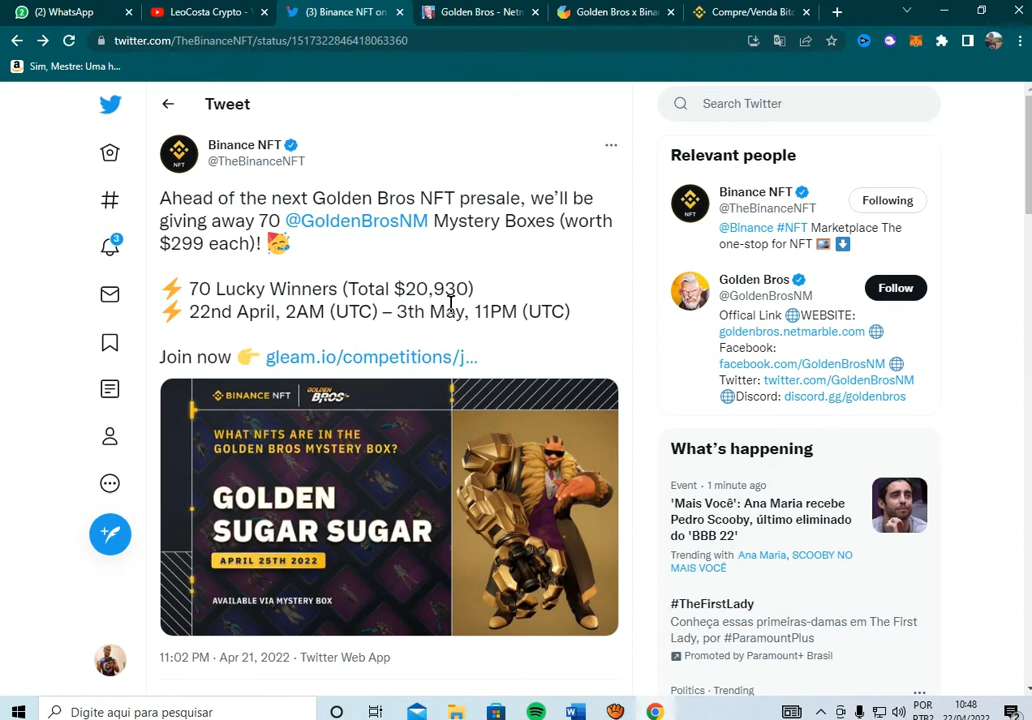 (2) WhatsApp
LeoCosta Crypto -
(3) Binance NFT on
Golden Bros - Netm
Golden Bros x Binan
Compre/Venda Bitc
twitter.com/TheBinanceNFT/status/1517322846418063360
Sim, Mestre: Uma h...
Tweet
Search Twitter
Binance NFT
@TheBinanceNFT
Ahead of the next Golden Bros NFT presale, we'll be
giving away 70 @GoldenBrosNM Mystery Boxes (worth
$299 each)! 🥳
⚡ 70 Lucky Winners (Total $20,930)
⚡ 22nd April, 2AM (UTC) – 3th May, 11PM (UTC)
Join now 👉 gleam.io/competitions/j...
BINANCE NFT | GOLDEN BROS
WHAT NFTS ARE IN THE
GOLDEN BROS MYSTERY BOX?
GOLDEN
SUGAR SUGAR
APRIL 25TH 2022
AVAILABLE VIA MYSTERY BOX
11:02 PM · Apr 21, 2022 · Twitter Web App
Relevant people
Binance NFT
@TheBinanceNFT
Following
@Binance #NFT Marketplace The
one-stop for NFT 🖼️ ⬇️
Golden Bros
@GoldenBrosNM
Follow
Offical Link 🌐WEBSITE:
goldenbros.netmarble.com 🌐
Facebook:
facebook.com/GoldenBrosNM 🌐
Twitter: twitter.com/GoldenBrosNM
🌐Discord: discord.gg/goldenbros
What's happening
Event · 1 minute ago
'Mais Você': Ana Maria recebe
Pedro Scooby, último eliminado
do 'BBB 22'
Trending with Ana Maria, SCOOBY NO
MAIS VOCÊ
#TheFirstLady
Conheça essas primeiras-damas em The First
Lady, por #ParamountPlus
Promoted by Paramount+ Brasil
Politics · Trending
3
NFT
Digite aqui para pesquisar
POR
PTB2
10:48
22/04/2022